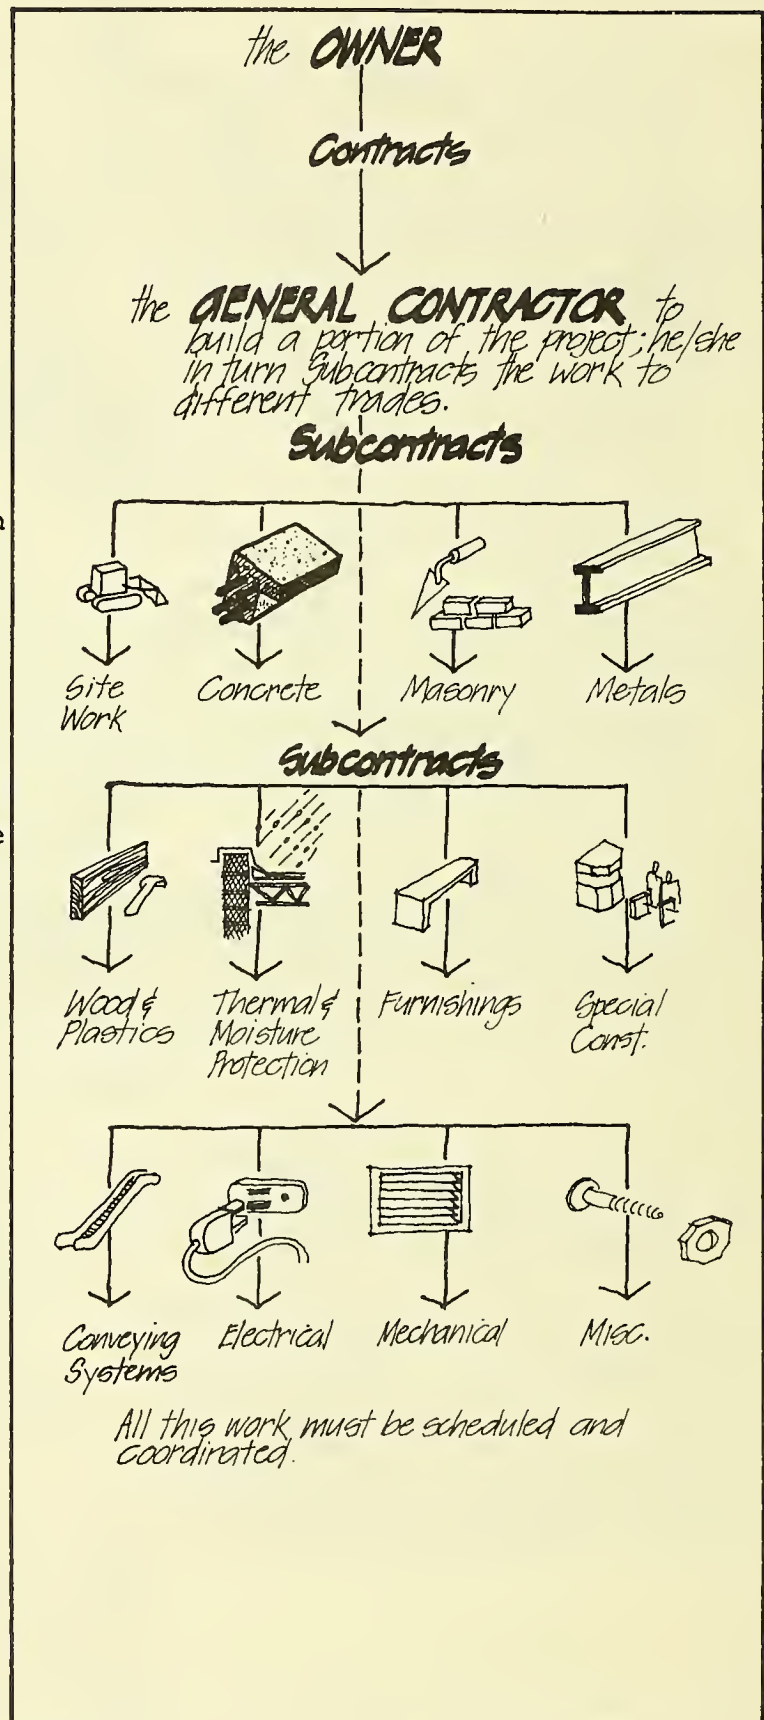 the OWNER
Contracts
the GENERAL CONTRACTOR to
build a portion of the project; he/she
in turn Subcontracts the work to
different trades.
Subcontracts
Site
Work
Concrete
Masonry
Metals
Subcontracts
Wood &
Plastics
Thermal &
Moisture
Protection
Furnishings
Special
Const.
Conveying
Systems
Electrical
Mechanical
Misc.
All this work must be scheduled and
coordinated.